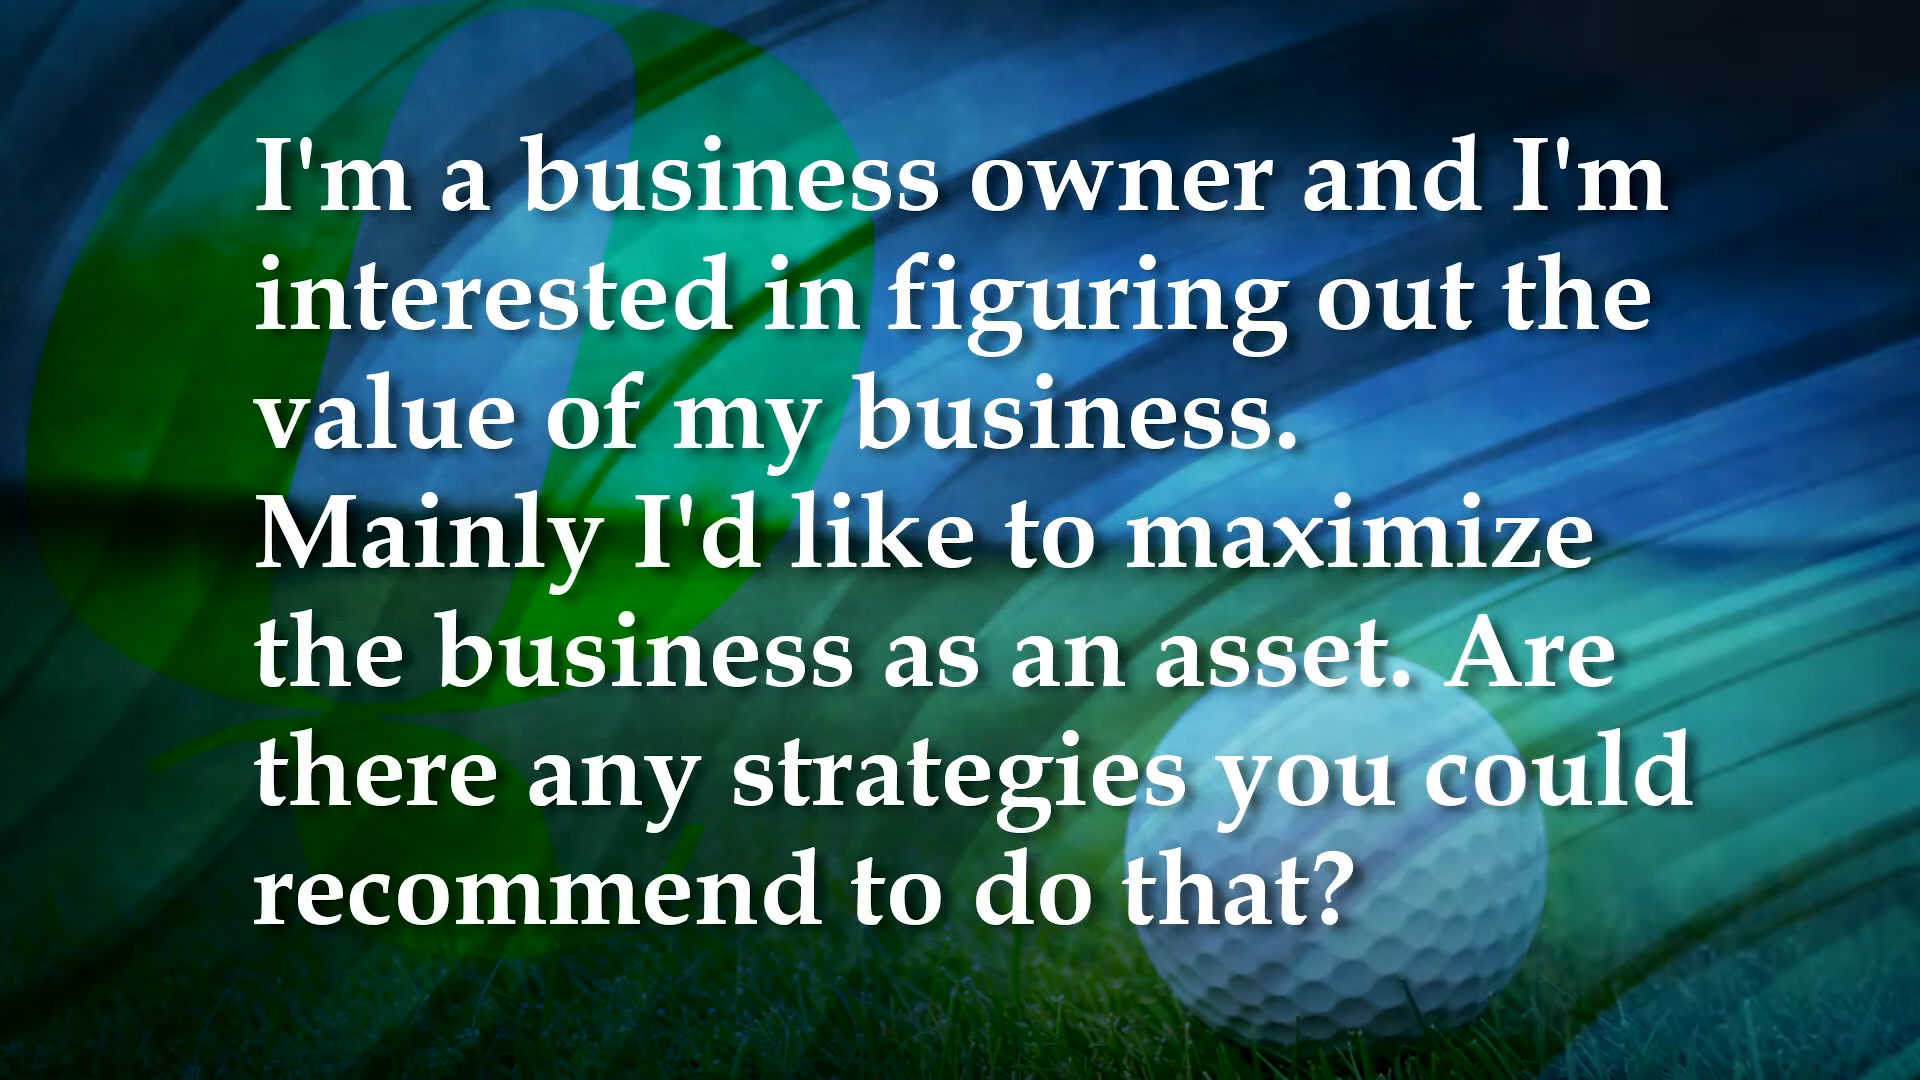 I'm a business owner and I'm
interested in figuring out the
value of my business.
Mainly I'd like to maximize
the business as an asset. Are
there any strategies you could
recommend to do that?